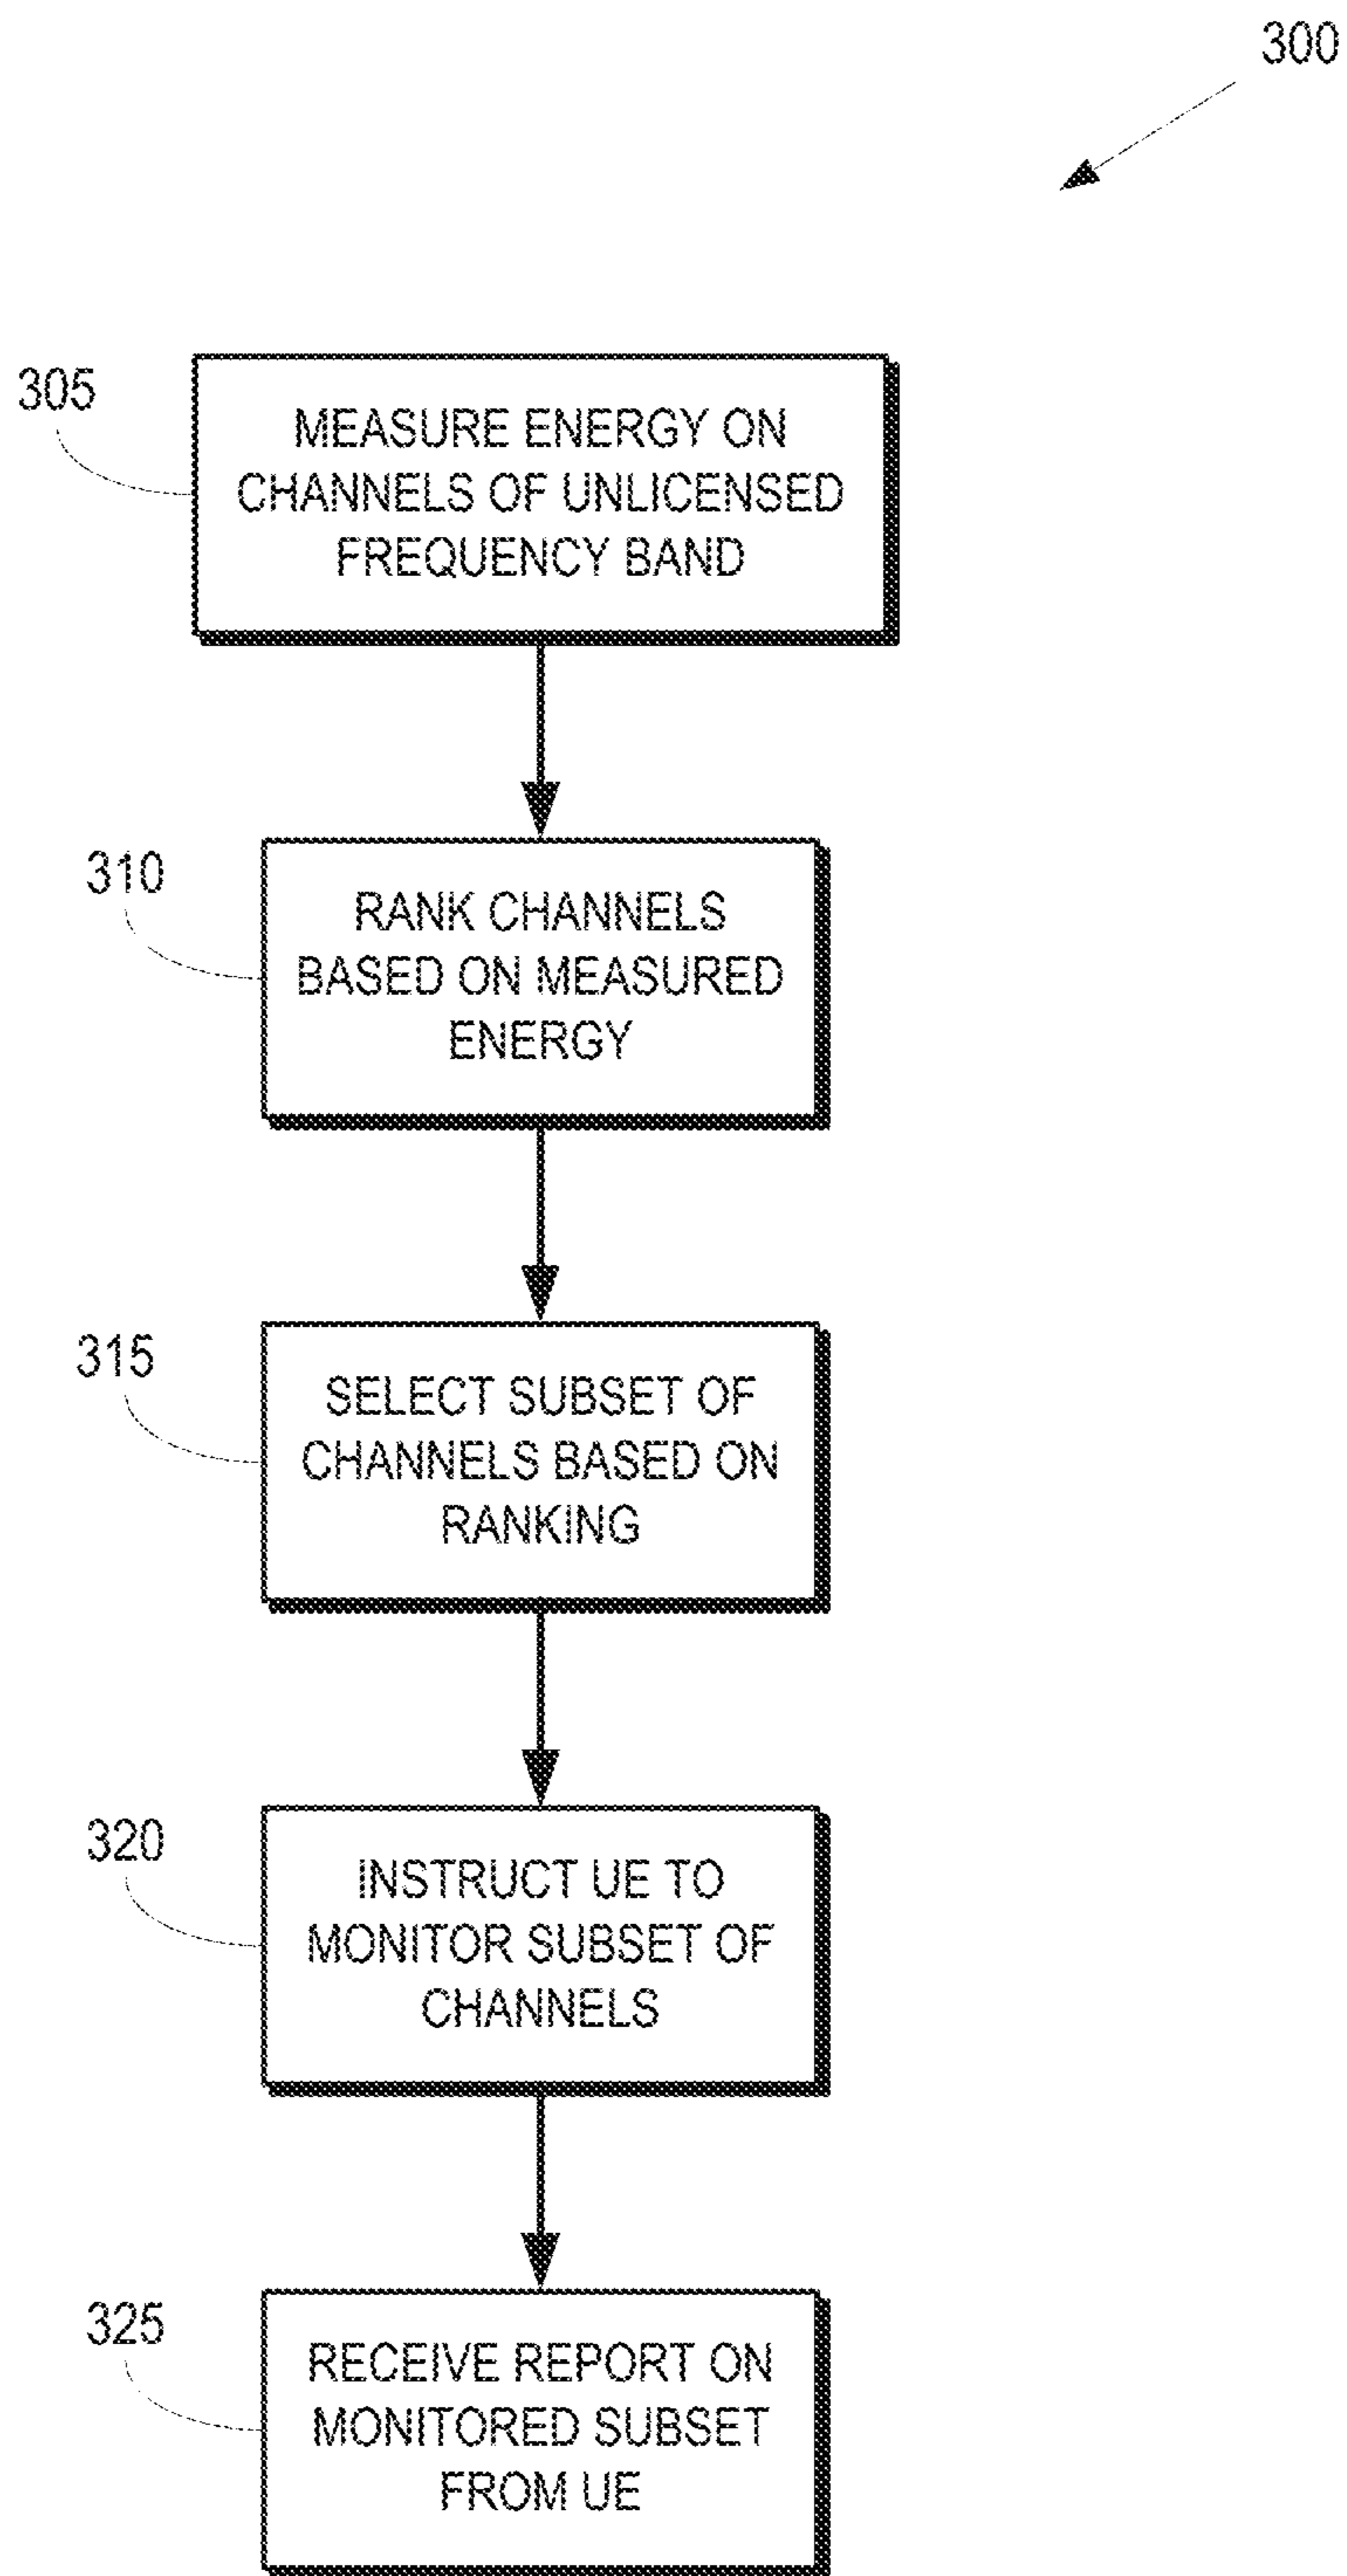 300
305
MEASURE ENERGY ON
CHANNELS OF UNLICENSED
FREQUENCY BAND
310
RANK CHANNELS
BASED ON MEASURED
ENERGY
315
SELECT SUBSET OF
CHANNELS BASED ON
RANKING
320
INSTRUCT UE TO
MONITOR SUBSET OF
CHANNELS
325
RECEIVE REPORT ON
MONITORED SUBSET
FROM UE